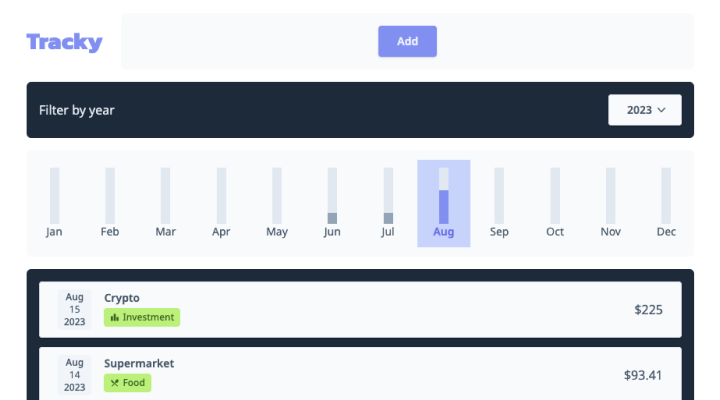 Tracky
Add
Filter by year
2023
Jan Feb Mar Apr May Jun Jul Aug Sep Oct Nov Dec
Aug
15
2023
Crypto
Investment
$225
Aug
14
2023
Supermarket
Food
$93.41